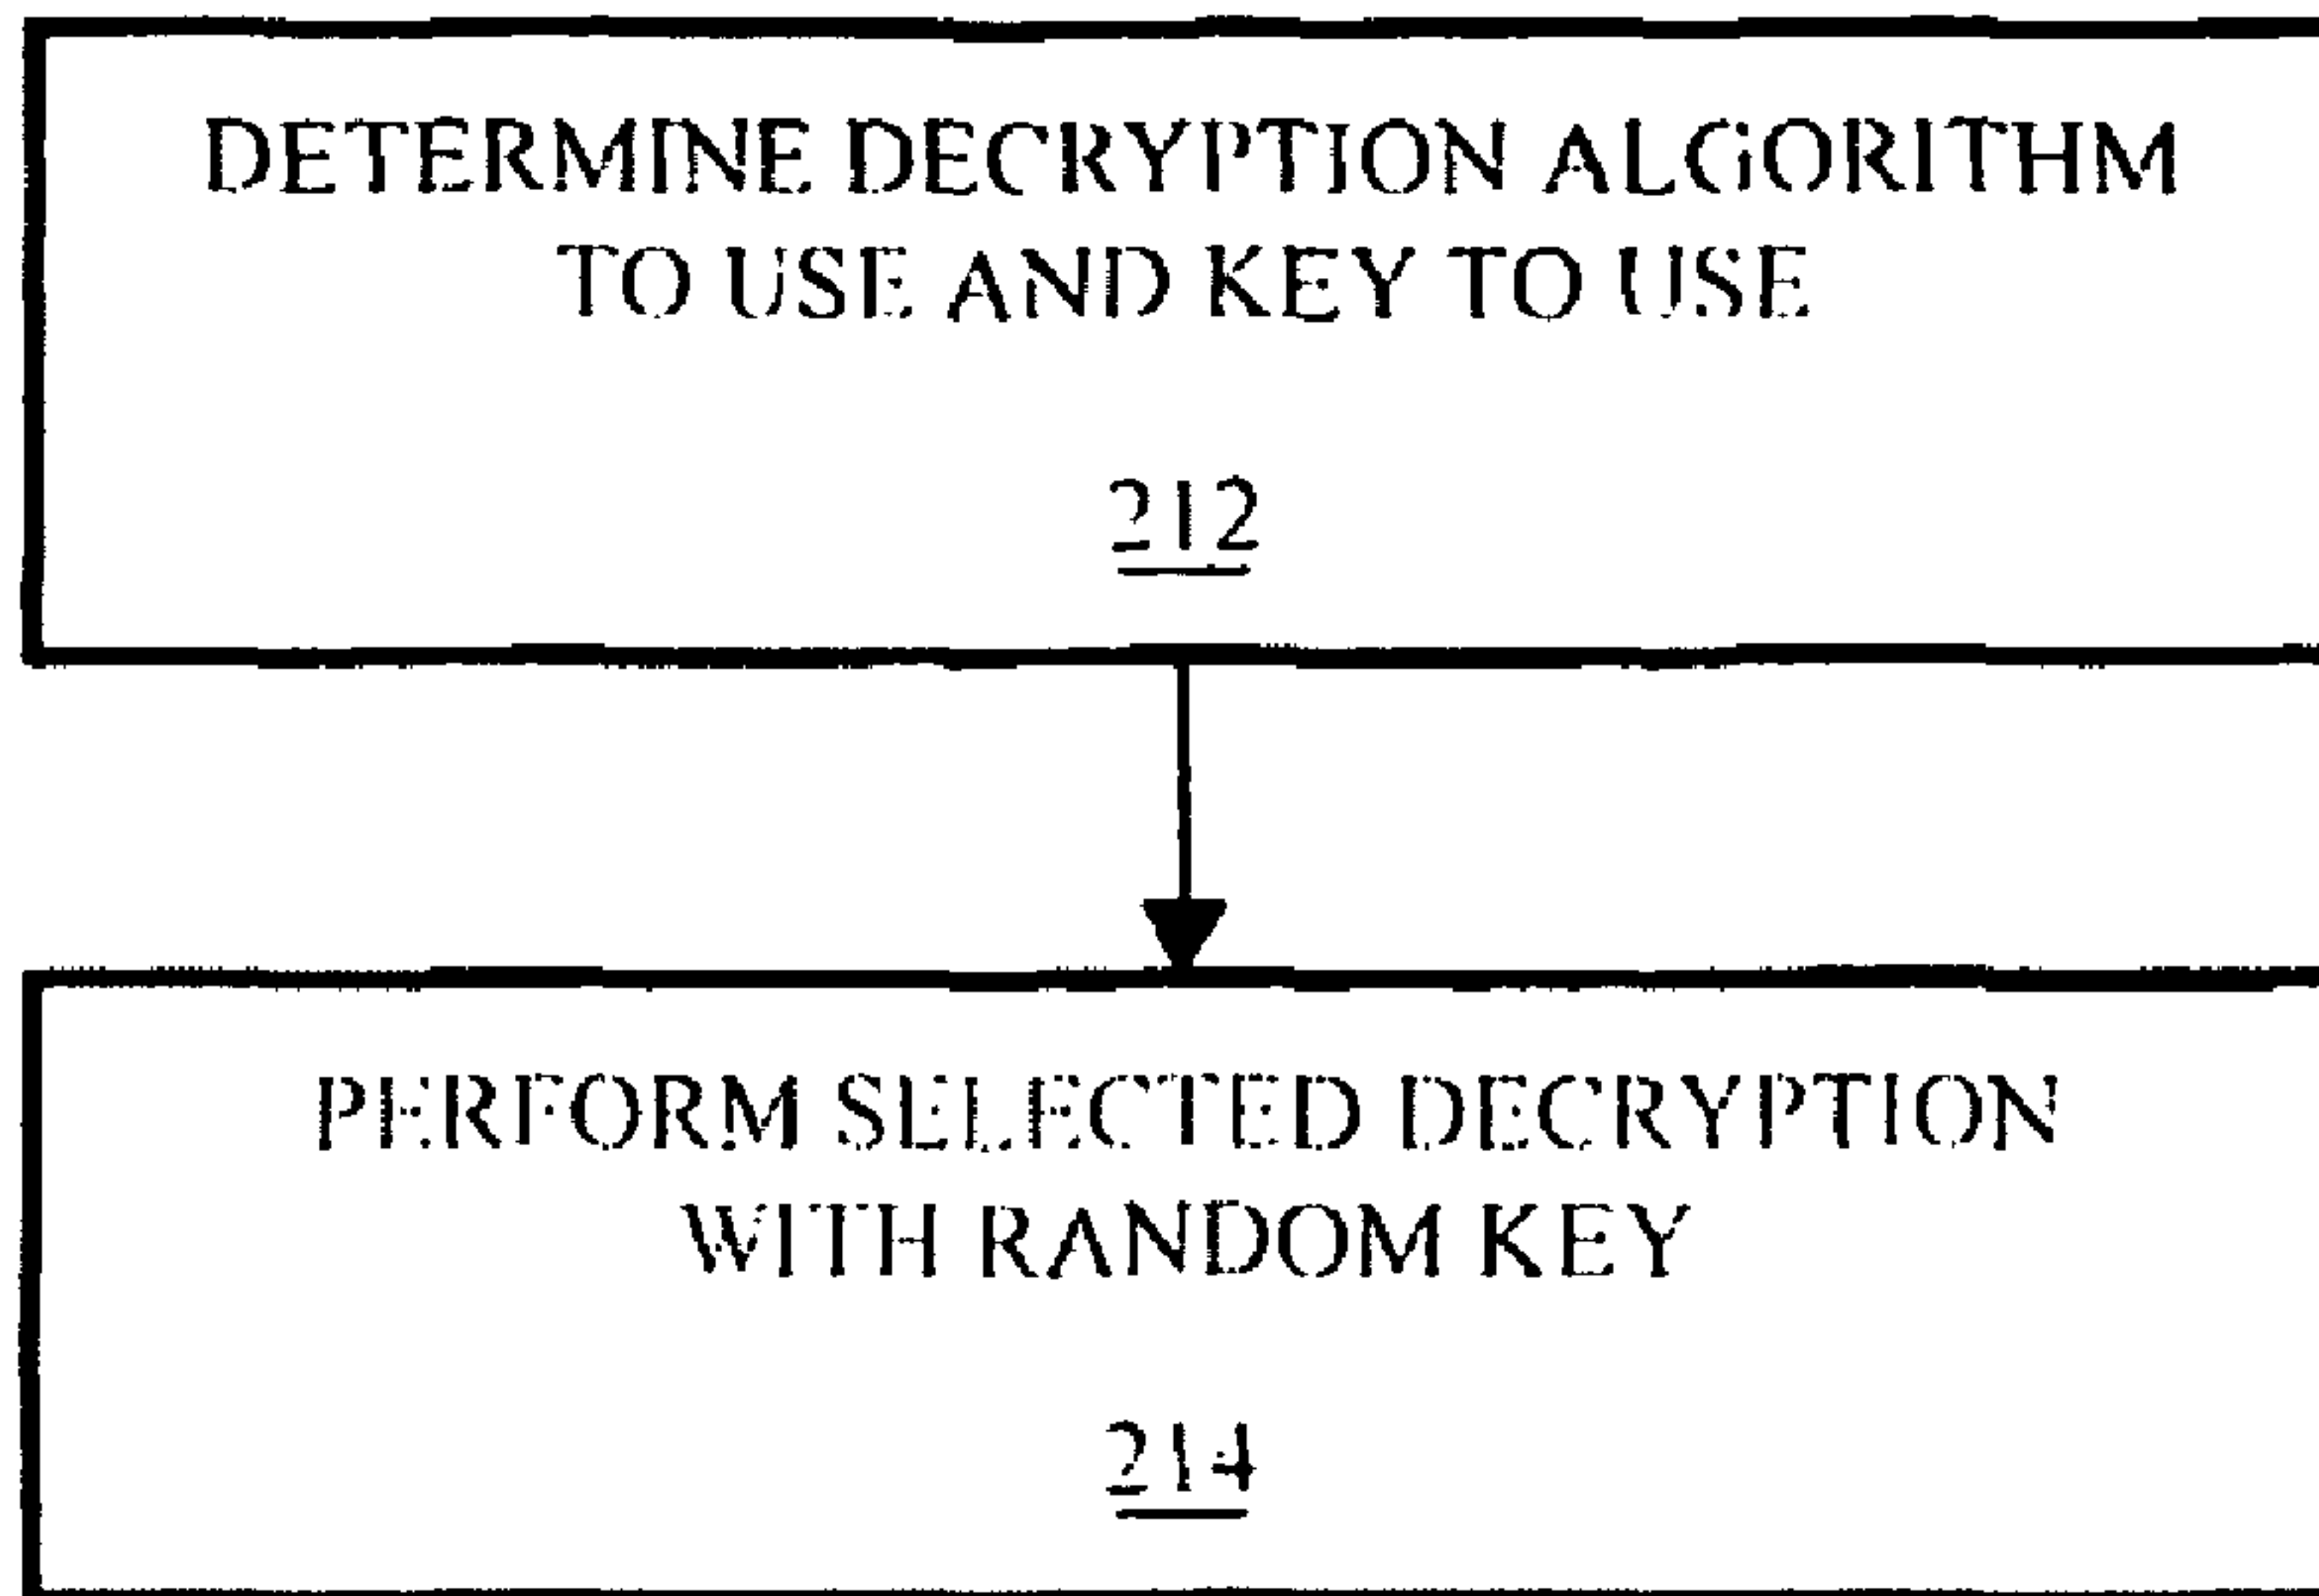 DETERMINE DECRYPTION ALGORITHM
TO USE AND KEY TO USE
212
PERFORM SELECTED DECRYPTION
WITH RANDOM KEY
214